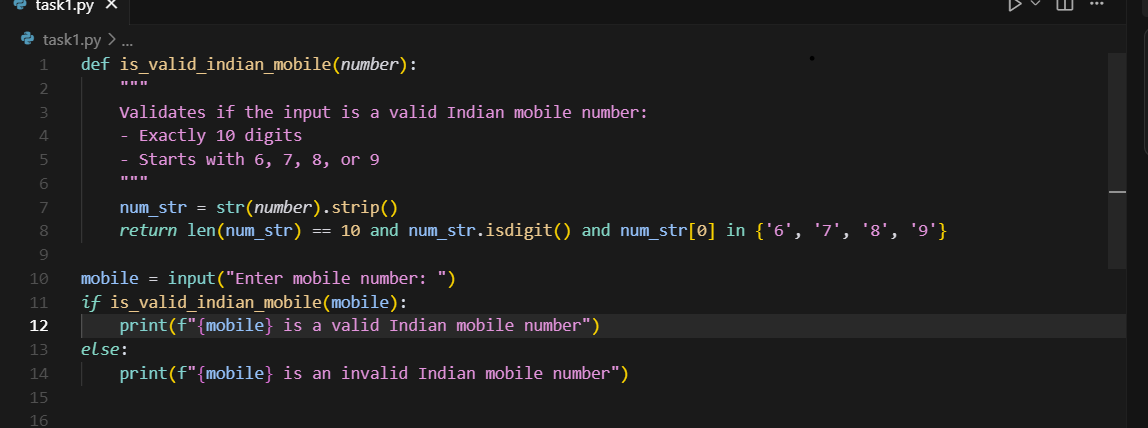 task1.py ×
task1.py > ...
1 def is_valid_indian_mobile(number):
2     """
3     Validates if the input is a valid Indian mobile number:
4     - Exactly 10 digits
5     - Starts with 6, 7, 8, or 9
6     """
7     num_str = str(number).strip()
8     return len(num_str) == 10 and num_str.isdigit() and num_str[0] in {'6', '7', '8', '9'}
9
10 mobile = input("Enter mobile number: ")
11 if is_valid_indian_mobile(mobile):
12     print(f"{mobile} is a valid Indian mobile number")
13 else:
14     print(f"{mobile} is an invalid Indian mobile number")
15
16